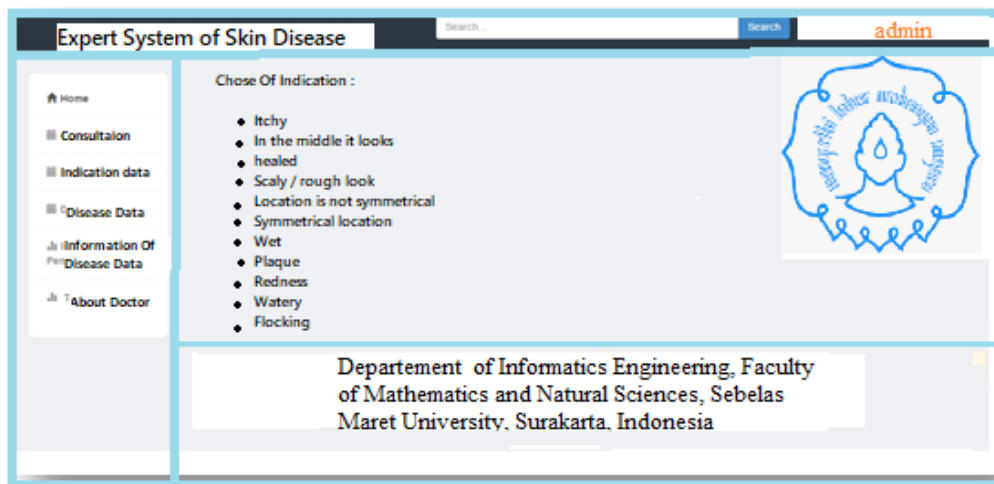 Expert System of Skin Disease
Search...
Search
admin
Home
Consultaion
Indication data
Disease Data
Information Of
Disease Data
About Doctor
Chose Of Indication :
Itchy
In the middle it looks
healed
Scaly / rough look
Location is not symmetrical
Symmetrical location
Wet
Plaque
Redness
Watery
Flocking
Departement of Informatics Engineering, Faculty
of Mathematics and Natural Sciences, Sebelas
Maret University, Surakarta, Indonesia